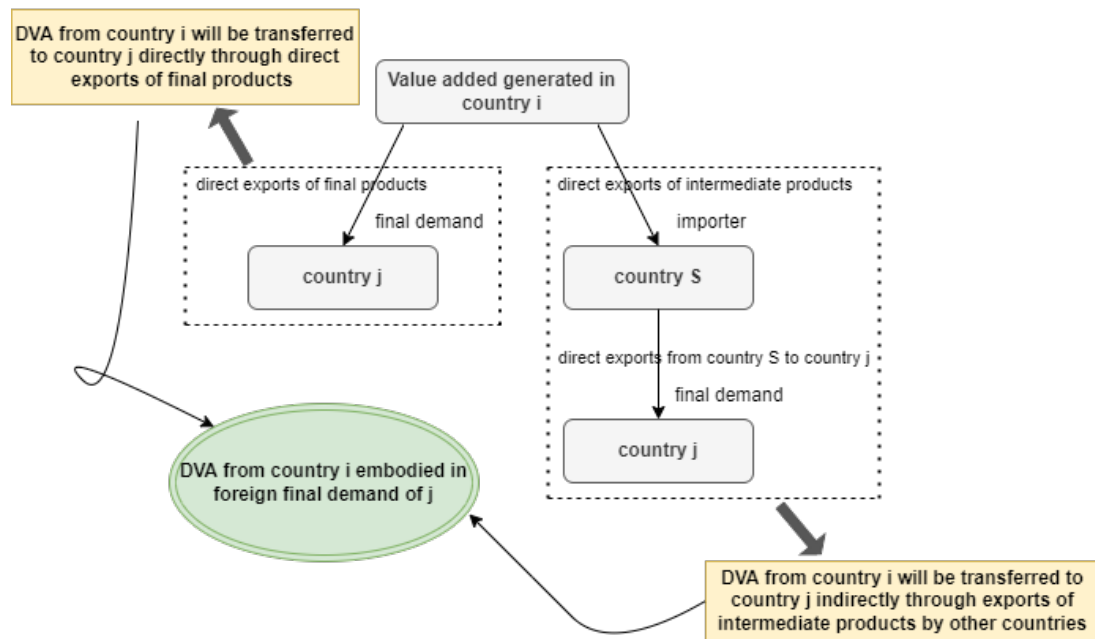 DVA from country i will be transferred
to country j directly through direct
exports of final products
Value added generated in
country i
direct exports of final products
final demand
country j
direct exports of intermediate products
importer
country S
direct exports from country S to country j
final demand
country j
DVA from country i embodied in
foreign final demand of j
DVA from country i will be transferred to
country j indirectly through exports of
intermediate products by other countries